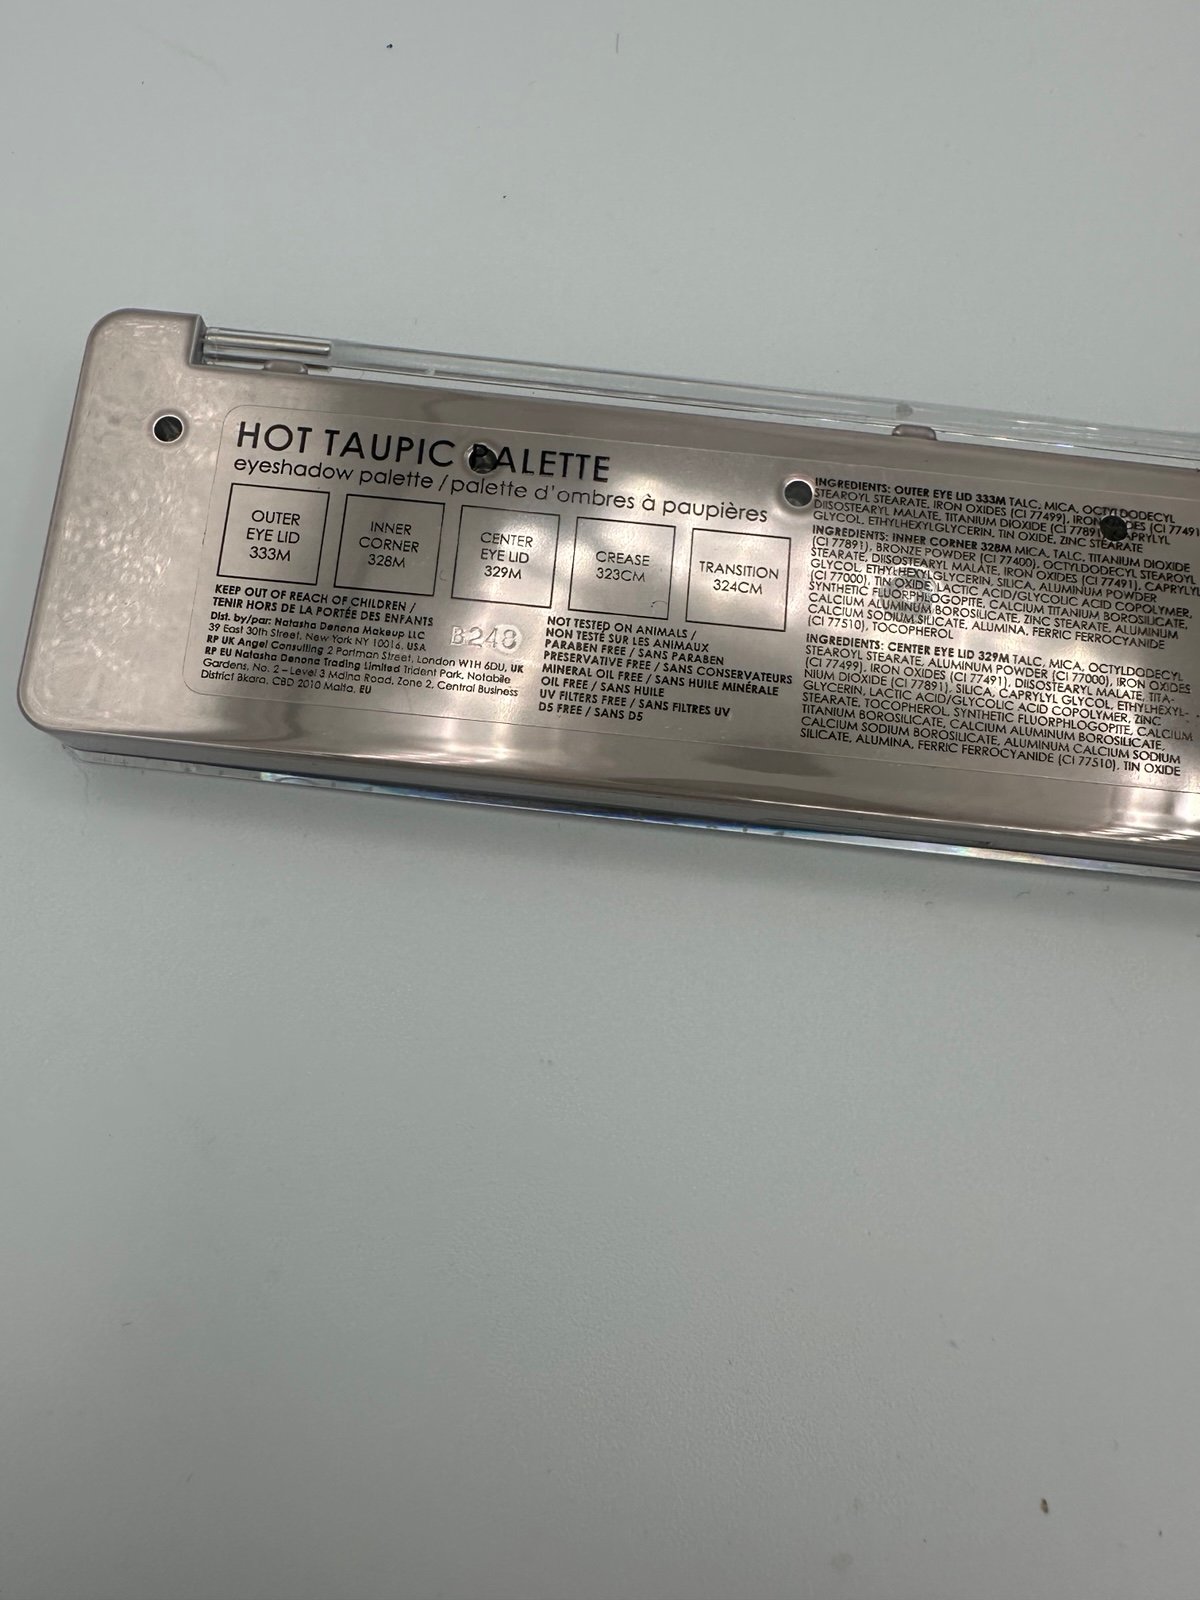 HOT TAUPIC PALETTE
eyeshadow palette / palette d'ombres à paupières
OUTER
EYE LID
333M
INNER
CORNER
328M
CENTER
EYE LID
329M
CREASE
323CM
TRANSITION
324CM
KEEP OUT OF REACH OF CHILDREN /
TENIR HORS DE LA PORTÉE DES ENFANTS
Dist. by/par: Natasha Denona Makeup LLC
39 East 30th Street, New York NY 10016, USA
RP UK Angel Consulting 2 Portman Street, London W1H 6DU, UK
RP EU Natasha Denona Trading Limited Trident Park, Notabile
Gardens, No. 2 – Level 3 Mdina Road, Zone 2, Central Business
District Bkara, CBD 2010 Malta, EU
B248
NOT TESTED ON ANIMALS /
NON TESTÉ SUR LES ANIMAUX
PARABEN FREE / SANS PARABEN
PRESERVATIVE FREE / SANS CONSERVATEURS
MINERAL OIL FREE / SANS HUILE MINÉRALE
OIL FREE / SANS HUILE
UV FILTERS FREE / SANS FILTRES UV
D5 FREE / SANS D5
INGREDIENTS: OUTER EYE LID 333M TALC, MICA, OCTYLDODECYL
STEAROYL STEARATE, IRON OXIDES (CI 77499), IRON OXIDES (CI 77491),
DIISOSTEARYL MALATE, TITANIUM DIOXIDE (CI 77891), CAPRYLYL
GLYCOL, ETHYLHEXYLGLYCERIN, TIN OXIDE, ZINC STEARATE
INGREDIENTS: INNER CORNER 328M MICA, TALC, TITANIUM DIOXIDE
(CI 77891), BRONZE POWDER (CI 77400), OCTYLDODECYL STEAROYL
STEARATE, DIISOSTEARYL MALATE, IRON OXIDES (CI 77491), CAPRYLYL
GLYCOL, ETHYLHEXYLGLYCERIN, SILICA, ALUMINUM POWDER
(CI 77000), TIN OXIDE, LACTIC ACID/GLYCOLIC ACID COPOLYMER,
SYNTHETIC FLUORPHLOGOPITE, CALCIUM TITANIUM BOROSILICATE,
CALCIUM ALUMINUM BOROSILICATE, ZINC STEARATE, ALUMINUM
CALCIUM SODIUM SILICATE, ALUMINA, FERRIC FERROCYANIDE
(CI 77510), TOCOPHEROL
INGREDIENTS: CENTER EYE LID 329M TALC, MICA, OCTYLDODECYL
STEAROYL STEARATE, ALUMINUM POWDER (CI 77000), IRON OXIDES
(CI 77499), IRON OXIDES (CI 77491), DIISOSTEARYL MALATE, TITA-
NIUM DIOXIDE (CI 77891), SILICA, CAPRYLYL GLYCOL, ETHYLHEXYL-
GLYCERIN, LACTIC ACID/GLYCOLIC ACID COPOLYMER, ZINC
STEARATE, TOCOPHEROL, SYNTHETIC FLUORPHLOGOPITE, CALCIUM
TITANIUM BOROSILICATE, CALCIUM ALUMINUM BOROSILICATE,
CALCIUM SODIUM BOROSILICATE, ALUMINUM CALCIUM SODIUM
SILICATE, ALUMINA, FERRIC FERROCYANIDE (CI 77510), TIN OXIDE